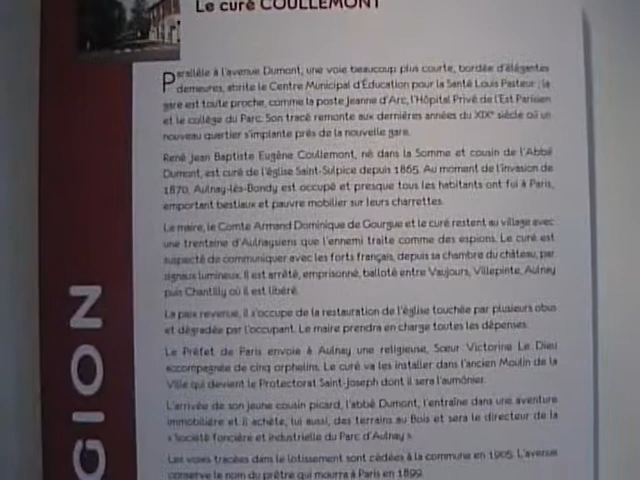 Le curé COULLEMONT
Parallèle à l'avenue Dumont, une voie beaucoup plus courte, bordée d'élégantes
demeures, abrite le Centre Municipal d'Éducation pour la Santé Louis Pasteur ; la
gare est toute proche, comme la poste Jeanne d'Arc, l'Hôpital Privé de l'Est Parisien
et le collège du Parc. Son tracé remonte aux dernières années du XIXe siècle où un
nouveau quartier s'implante près de la nouvelle gare.
René Jean Baptiste Eugène Coullemont, né dans la Somme et cousin de l'Abbé
Dumont, est curé de l'église Saint-Sulpice depuis 1865. Au moment de l'invasion de
1870, Aulnay-lès-Bondy est occupé et presque tous les habitants ont fui à Paris,
emportant bestiaux et pauvre mobilier sur leurs charrettes.
Le maire, le Comte Armand Dominique de Gourgue et le curé restent au village avec
une trentaine d'Aulnaysiens que l'ennemi traite comme des espions. Le curé est
suspecté de communiquer avec les forts français, depuis sa chambre du château, par
signaux lumineux. Il est arrêté, emprisonné, balloté entre Vaujours, Villepinte, Aulnay
puis Chantilly où il est libéré.
La paix revenue, il s'occupe de la restauration de l'église touchée par plusieurs obus
et dégradée par l'occupant. Le maire prendra en charge toutes les dépenses.
Le Préfet de Paris envoie à Aulnay une religieuse, Sœur Victorine Le Dieu
accompagnée de cinq orphelins. Le curé va les installer dans l'ancien Moulin de la
Ville qui devient le Protectorat Saint-Joseph dont il sera l'aumônier.
L'arrivée de son jeune cousin picard, l'abbé Dumont, l'entraîne dans une aventure
immobilière et il achète, lui aussi, des terrains au Bois et sera le directeur de la
« Société foncière et industrielle du Parc d'Aulnay ».
Les voies tracées dans le lotissement sont cédées à la commune en 1905. L'avenue
conserve le nom du prêtre qui mourra à Paris en 1899.
GION